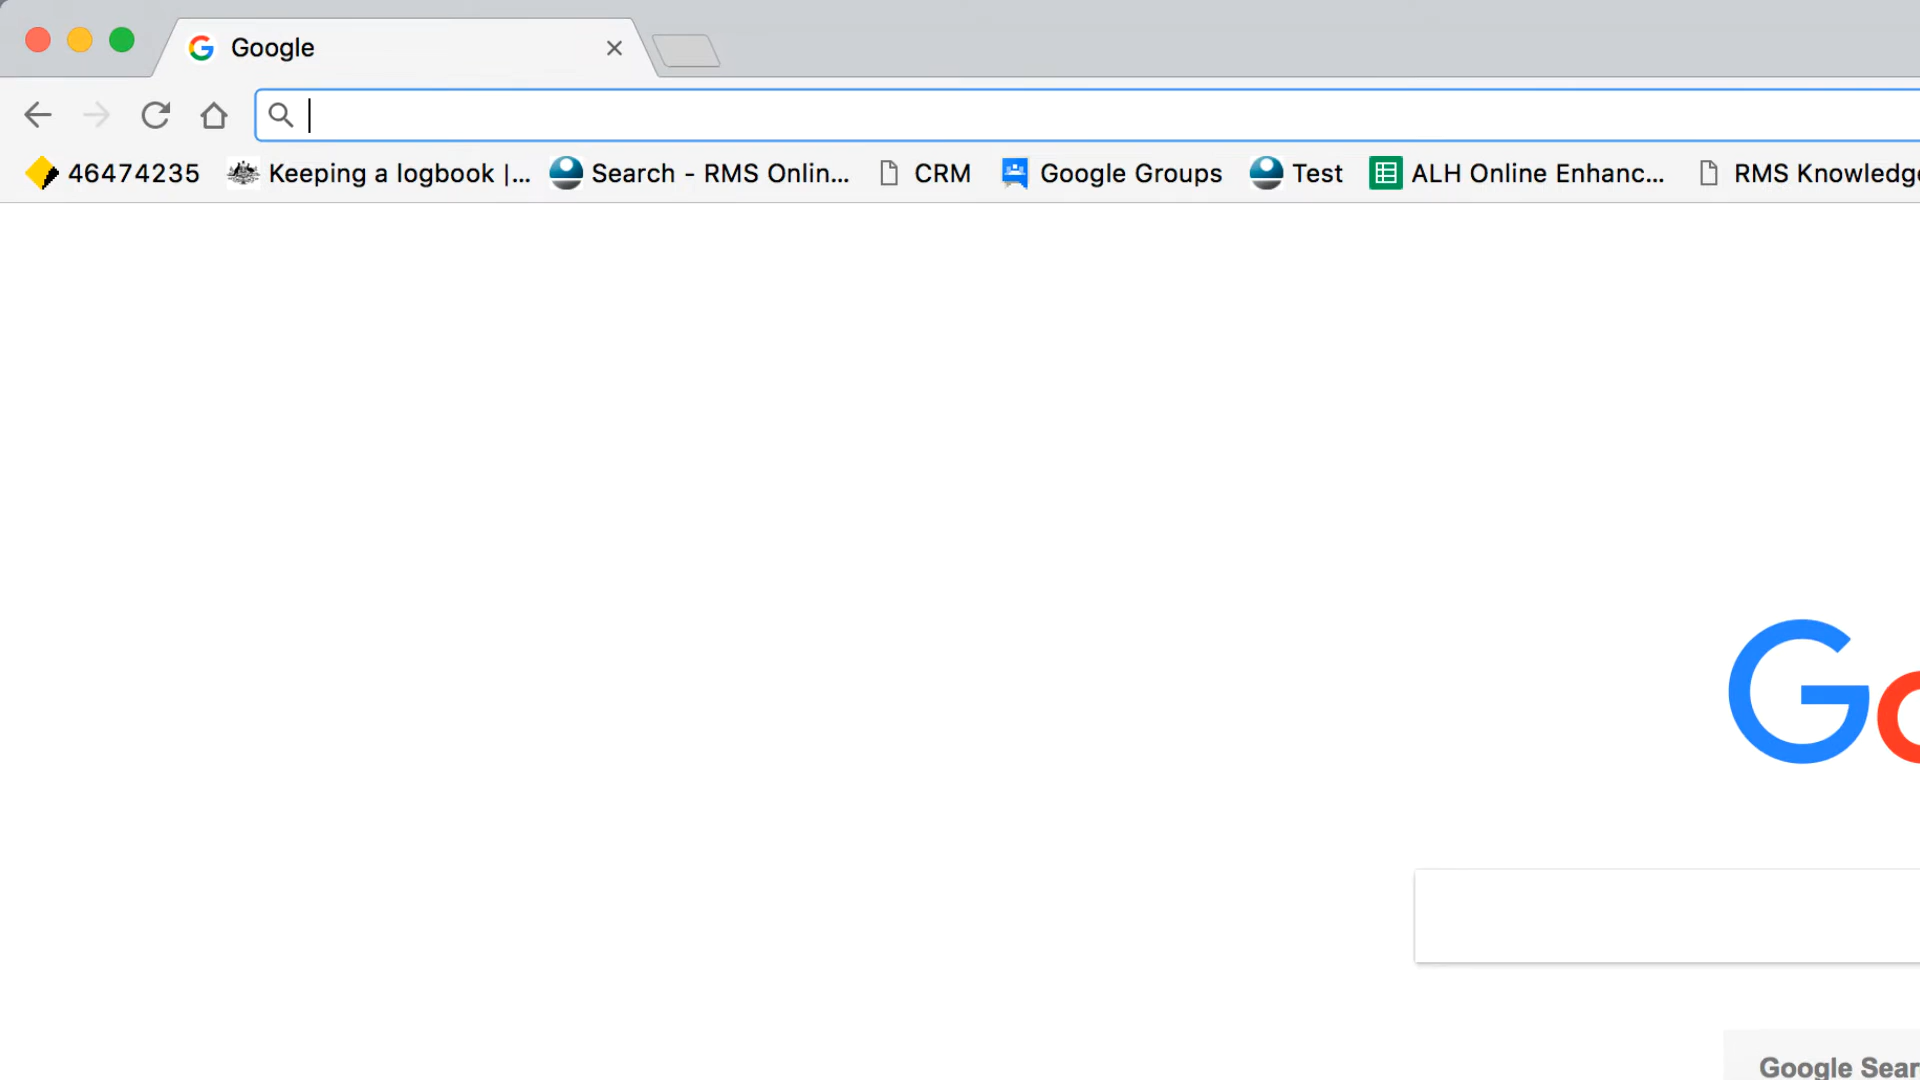 Google
46474235 Keeping a logbook |... Search - RMS Onlin... CRM Google Groups Test ALH Online Enhanc... RMS Knowledg
Go
Google Sear